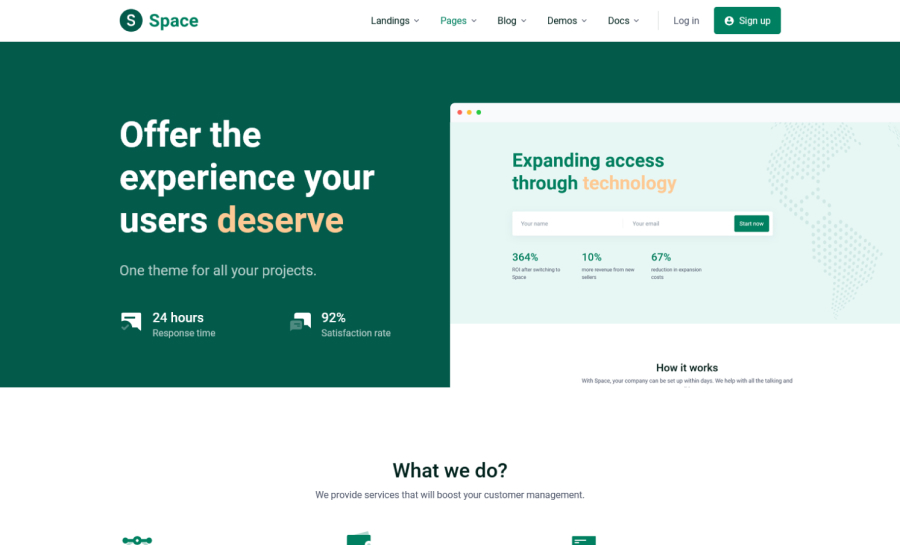 S Space
Landings Pages Blog Demos Docs Log in Sign up
Offer the
experience your
users deserve
One theme for all your projects.
24 hours
Response time
92%
Satisfaction rate
Expanding access
through technology
Your name Your email Start now
364%
ROI after switching to
Space
10%
more revenue from new
sellers
67%
reduction in expansion
costs
How it works
With Space, your company can be set up within days. We help with all the talking and
What we do?
We provide services that will boost your customer management.